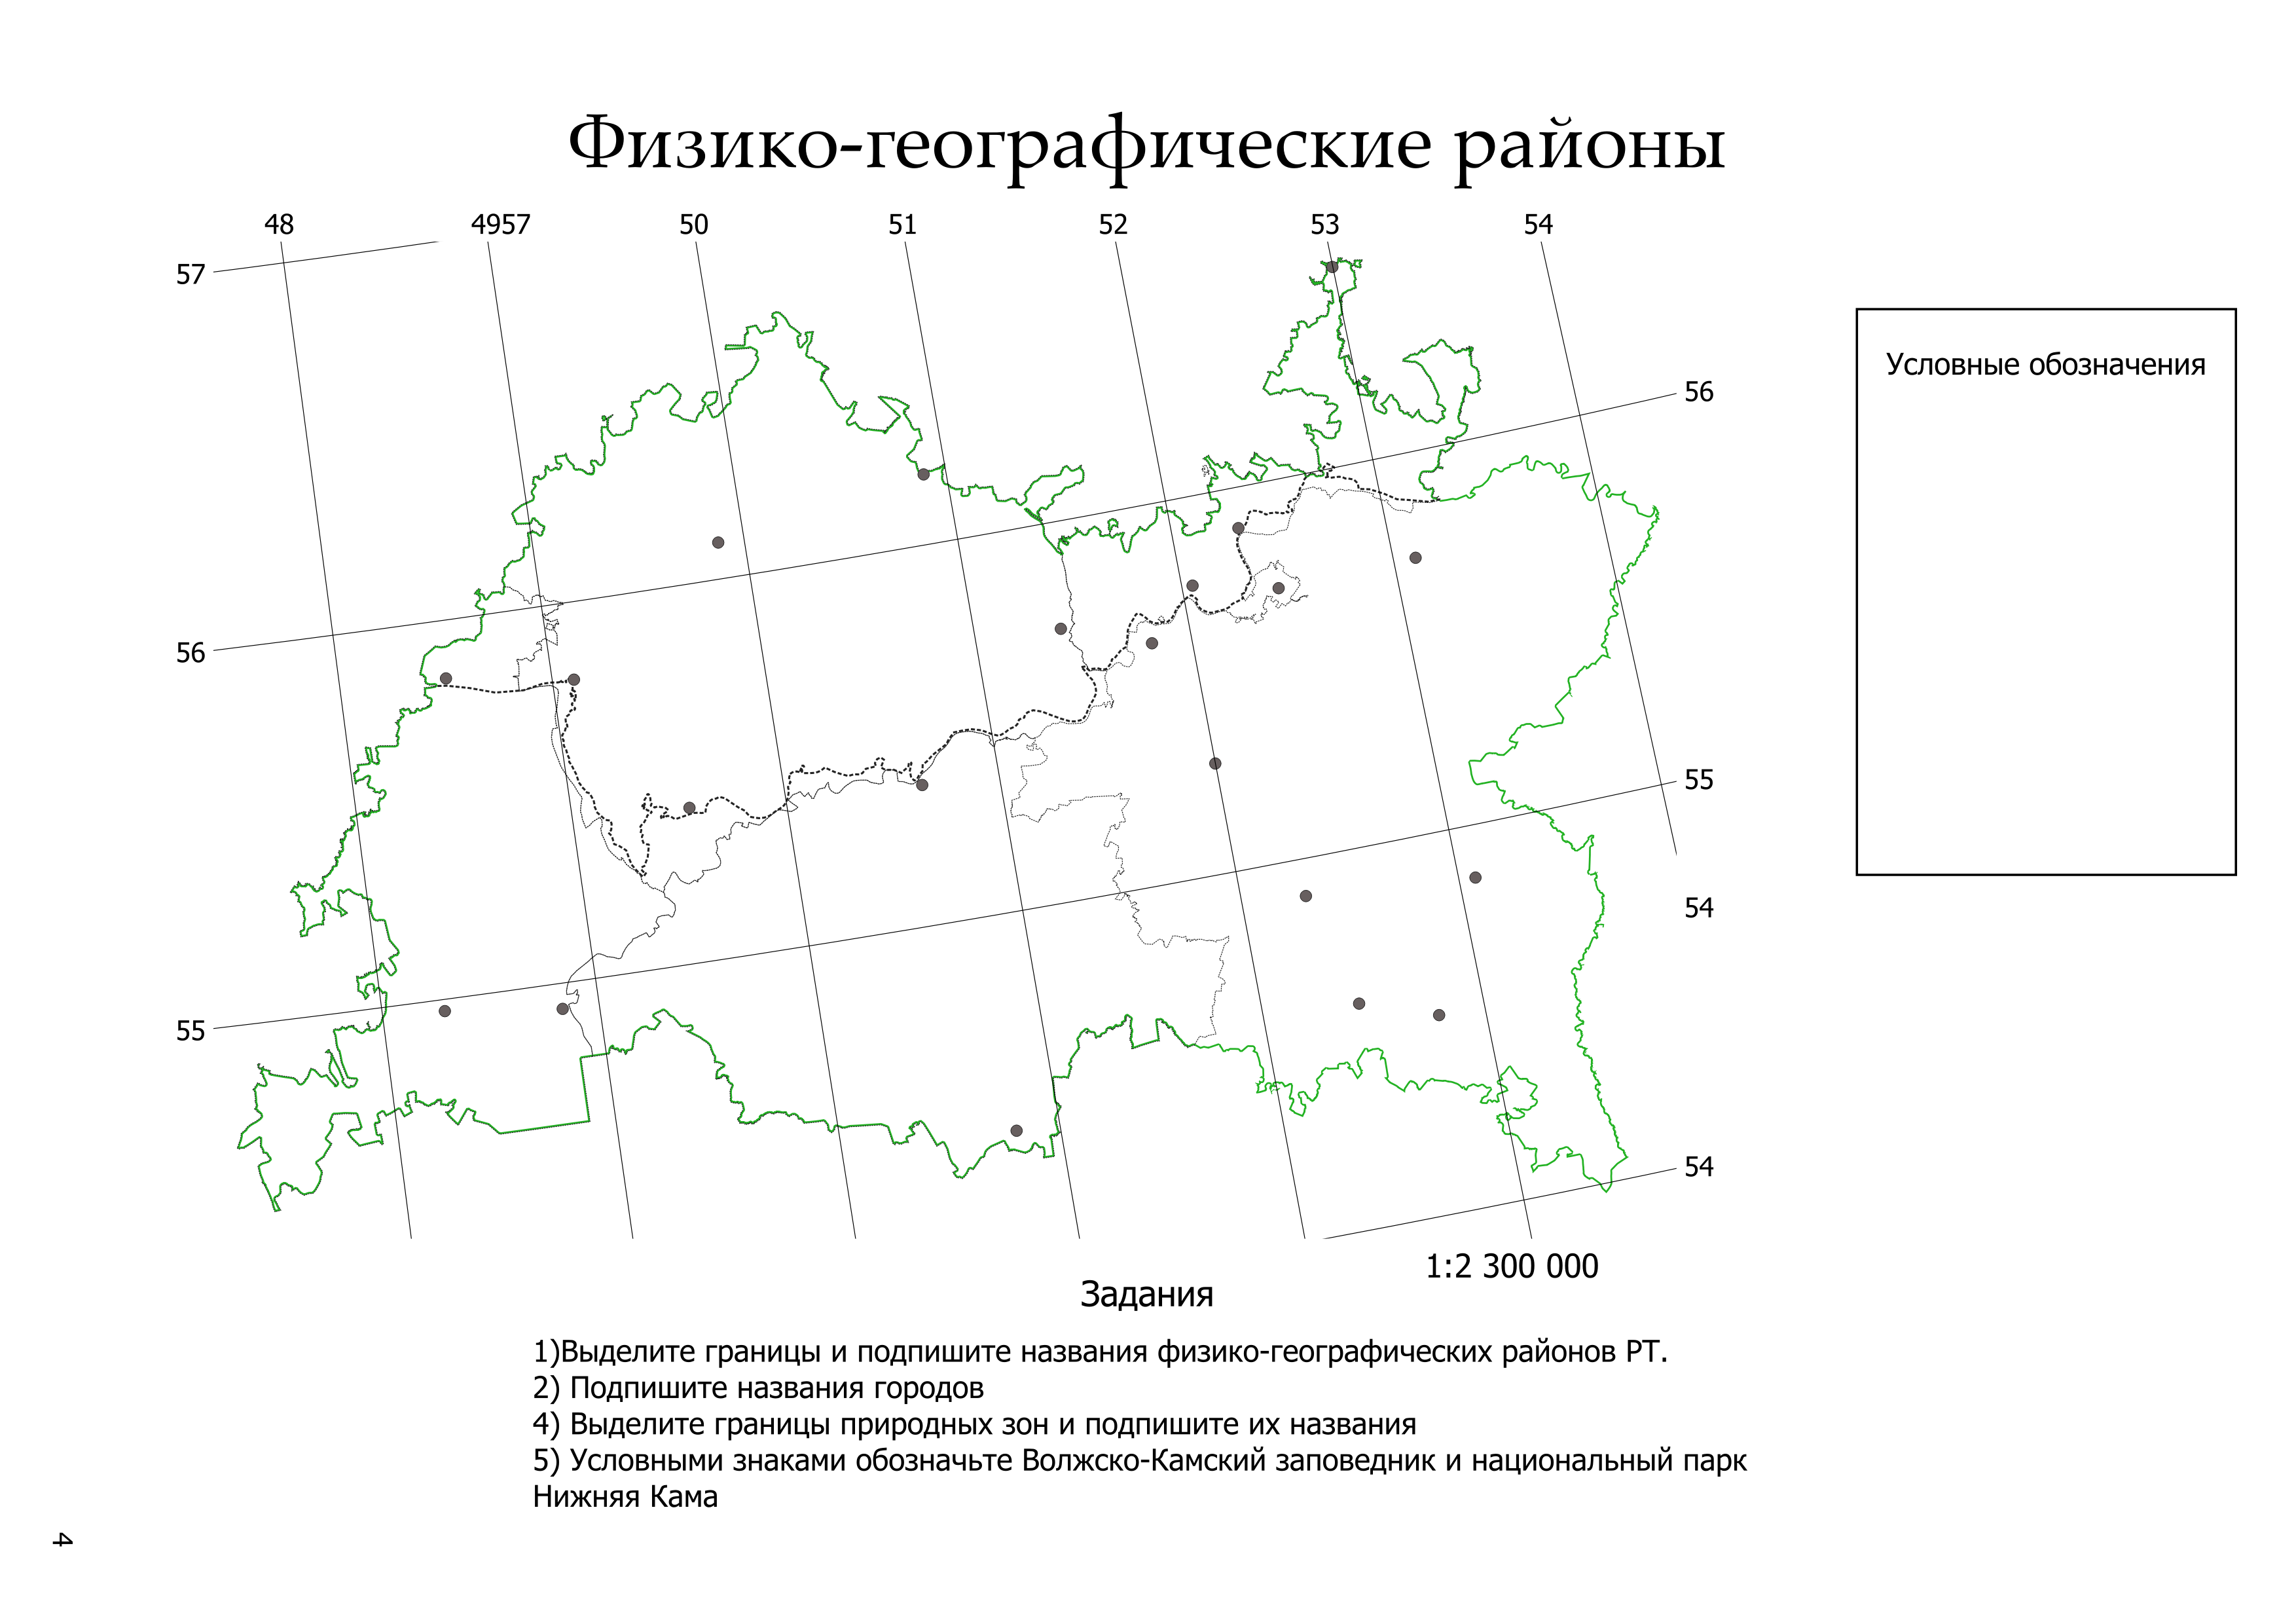 Физико-географические районы
48 4957 50 51 52 53 54
57
56
Условные обозначения
56
55
54
55
54
1:2 300 000
Задания
1)Выделите границы и подпишите названия физико-географических районов РТ.
2) Подпишите названия городов
4) Выделите границы природных зон и подпишите их названия
5) Условными знаками обозначьте Волжско-Камский заповедник и национальный парк
Нижняя Кама
4